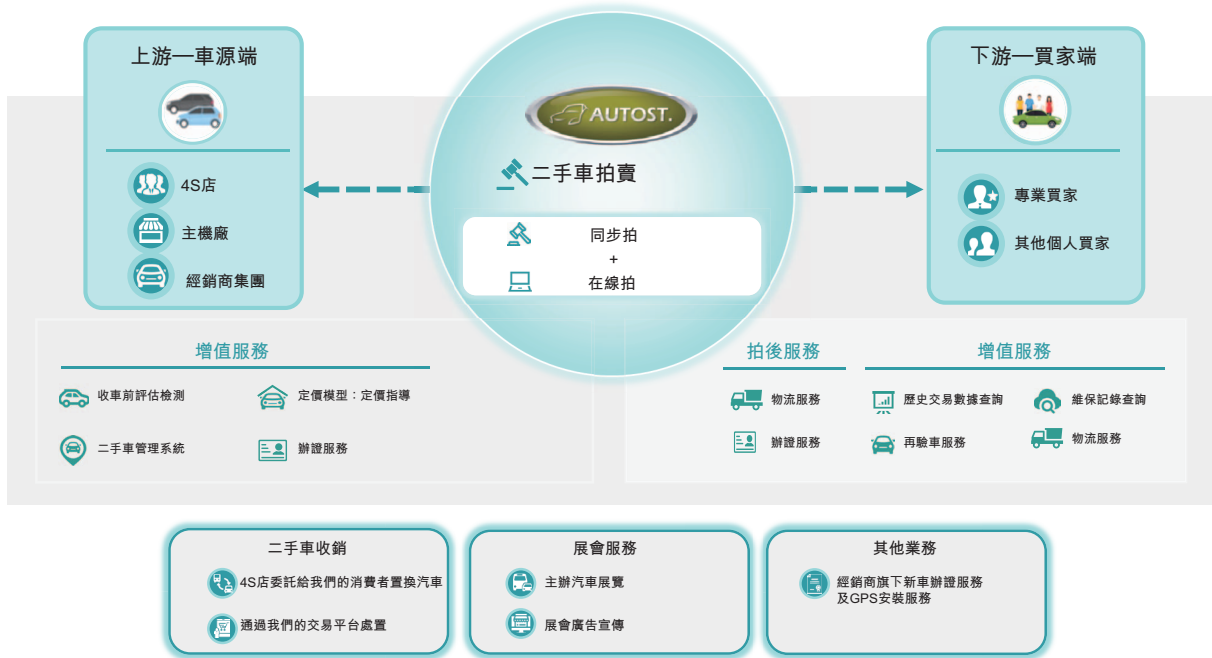 上游—車源端
4S店
主機廠
經銷商集團
AUTOST.
二手車拍賣
同步拍
+
在線拍
下游—買家端
專業買家
其他個人買家
增值服務
收車前評估檢測
定價模型：定價指導
二手車管理系統
辦證服務
拍後服務
物流服務
辦證服務
增值服務
歷史交易數據查詢
維保記錄查詢
再驗車服務
物流服務
二手車收銷
4S店委託給我們的消費者置換汽車
通過我們的交易平台處置
展會服務
主辦汽車展覽
展會廣告宣傳
其他業務
經銷商旗下新車辦證服務
及GPS安裝服務